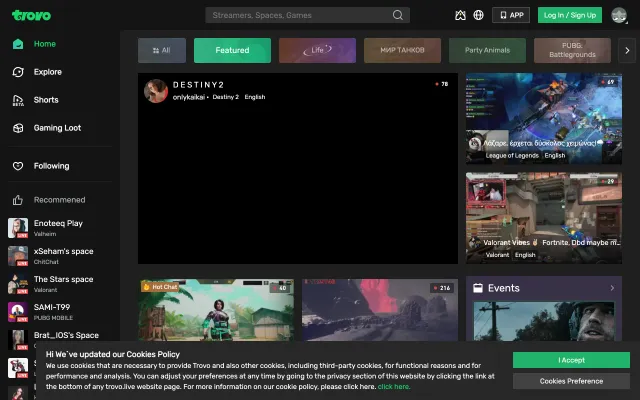 trovo
Streamers, Spaces, Games
APP
Log In / Sign Up
Home
Explore
Shorts
BETA
Gaming Loot
Following
Recommened
Enoteeq Play
Valheim
LIVE
xSeham's space
ChitChat
LIVE
The Stars space
Valorant
LIVE
SAMI-T99
PUBG MOBILE
LIVE
Brat_IOS's Space
LIVE
All
Featured
Life
МИР ТАНКОВ
Party Animals
PUBG:
Battlegrounds
DESTINY2
onlykaikai •
Destiny 2
English
78
69
Λάζαρε, έρχεται δύσκολος χειμώνας!
League of Legends
English
29
Valorant Vibes ✌ Fortnite, Dbd maybe m...
Valorant
English
Hot Chat
40
216
Events
Hi We`ve updated our Cookies Policy
We use cookies that are necessary to provide Trovo and also other cookies, including third-party cookies, for functional reasons and for
performance and analysis. You can adjust your preferences at any time by going to the privacy section of this website by clicking the link at
the bottom of any trovo.live website page. For more information on our cookie policy, please click here. click here.
I Accept
Cookies Preference